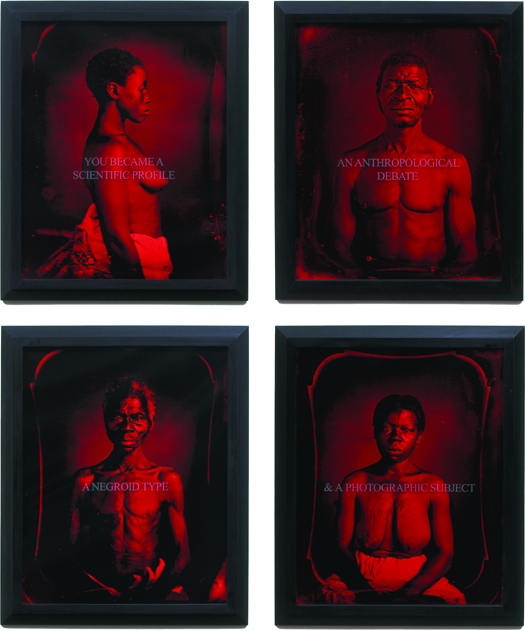 YOU BECAME A
SCIENTIFIC PROFILE
AN ANTHROPOLOGICAL
DEBATE
A NEGROID TYPE
& A PHOTOGRAPHIC SUBJECT